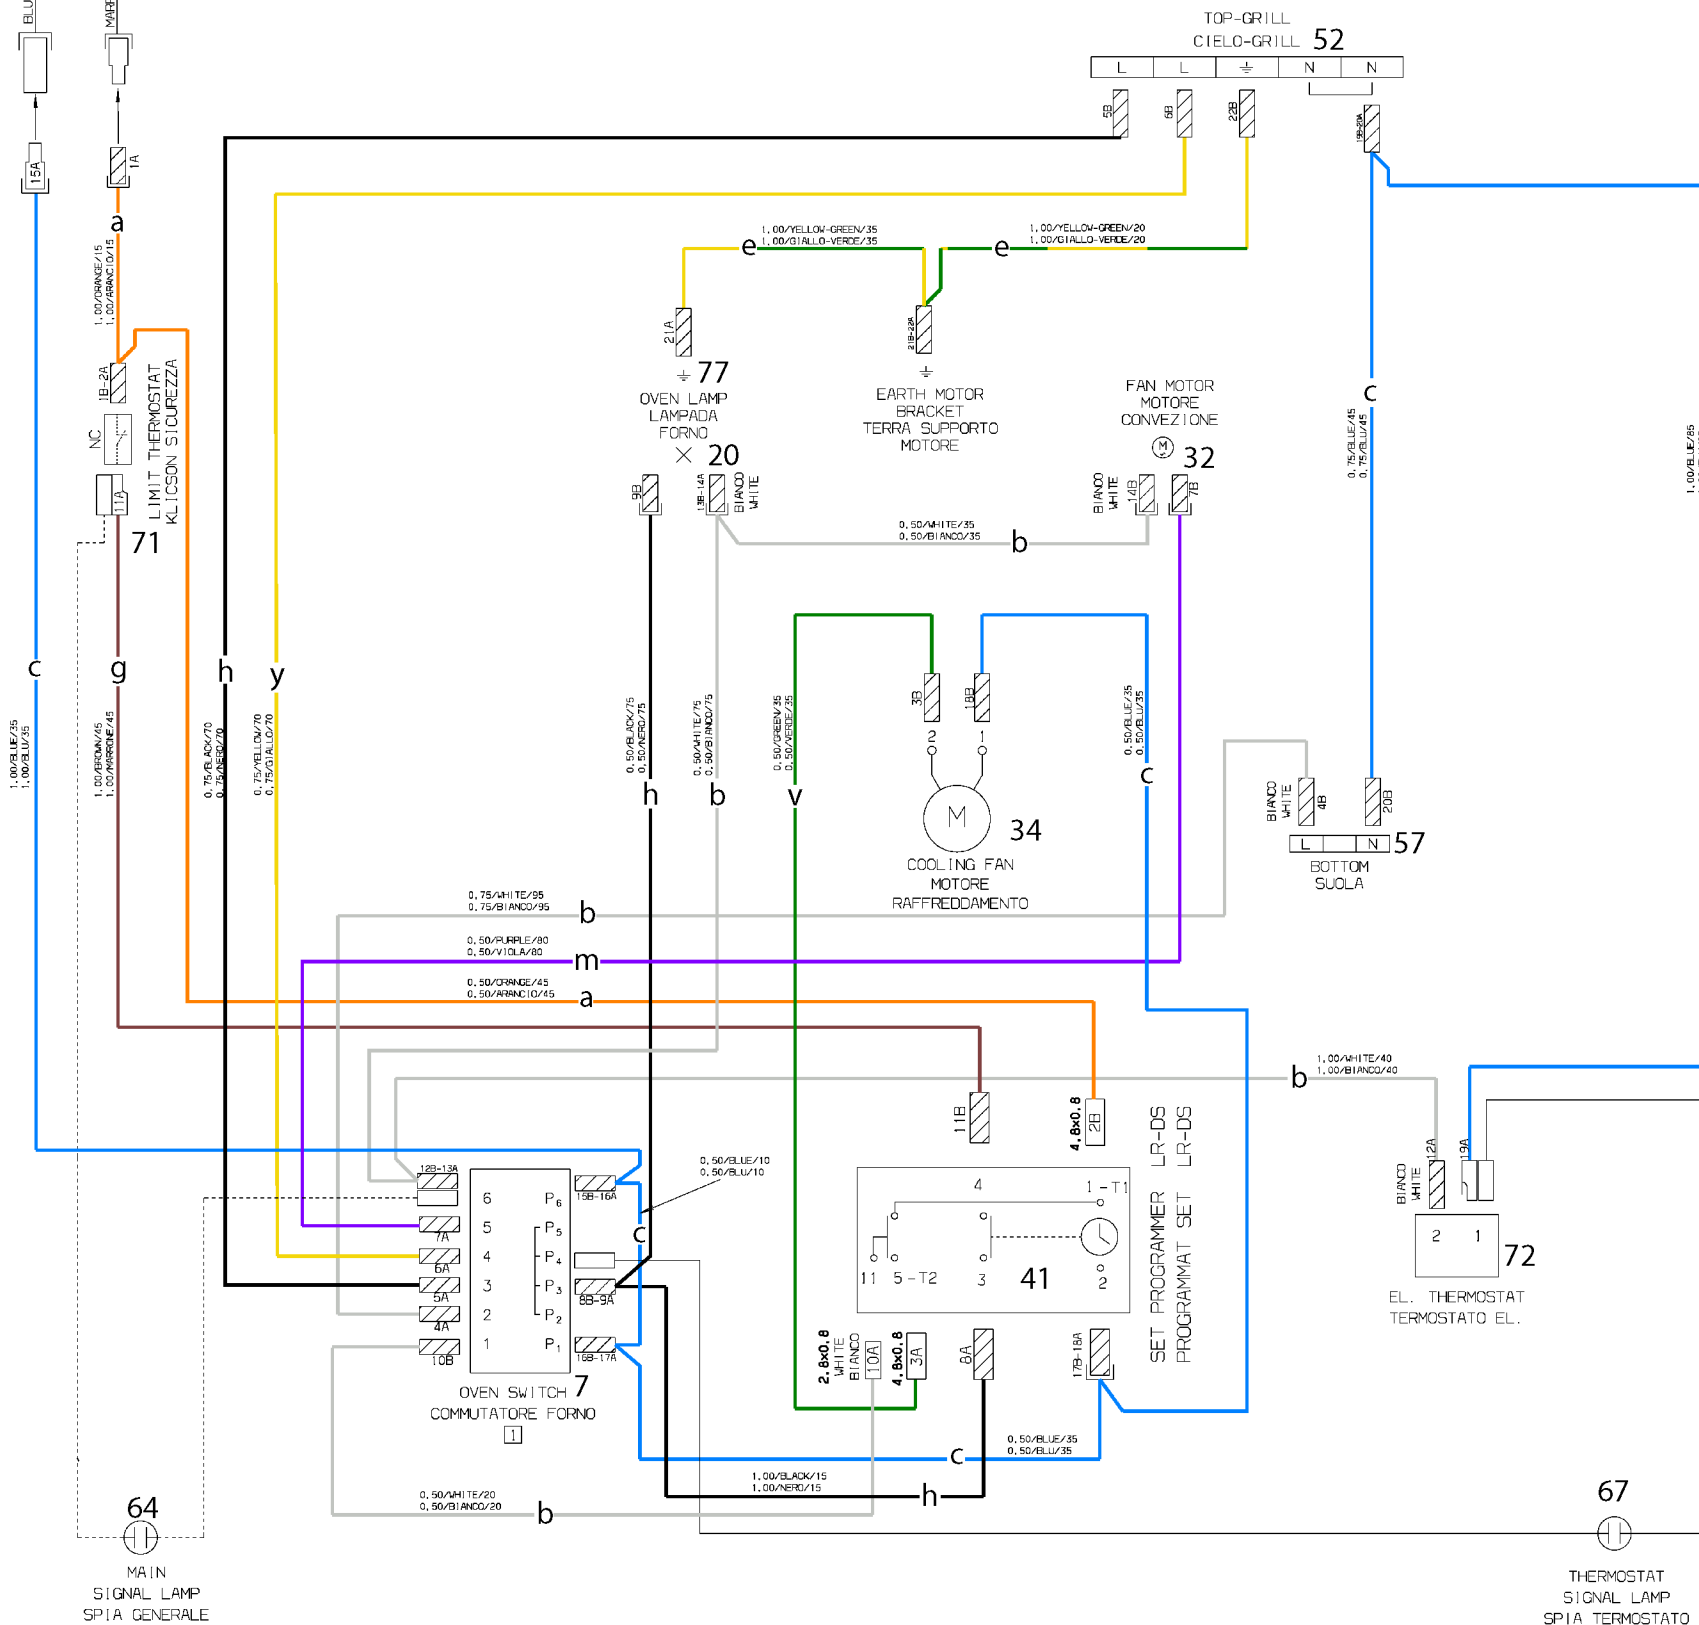 TOP-GRILL
CIELO-GRILL 52
L L N N
5B
6B
22B
19B-20A
15A
1A
a
1,00/ORANGE/15
1,00/ARANCIO/15
1B-2A
NC
LIMIT THERMOSTAT
KLICSON SICUREZZA
11A
71
1,00/YELLOW-GREEN/35
1,00/GIALLO-VERDE/35
e
1,00/YELLOW-GREEN/20
1,00/GIALLO-VERDE/20
e
21A
77
OVEN LAMP
LAMPADA
FORNO
20
21B-22A
EARTH MOTOR
BRACKET
TERRA SUPPORTO
MOTORE
FAN MOTOR
MOTORE
CONVEZIONE
M
32
9B
13B-14A
BIANCO
WHITE
BIANCO
WHITE
14B
7B
0,50/WHITE/35
0,50/BIANCO/35
b
c
0,75/BLUE/45
0,75/BLU/45
1,00/BLUE/85
c
1,00/BLUE/35
1,00/BLU/35
g
1,00/BROWN/45
1,00/MARRONE/45
h
0,75/BLACK/70
0,75/NERO/70
y
0,75/YELLOW/70
0,75/GIALLO/70
0,50/BLACK/75
0,50/NERO/75
h
0,50/WHITE/75
0,50/BIANCO/75
b
0,50/GREEN/35
0,50/VERDE/35
v
3B
18B
2 1
M
34
COOLING FAN
MOTORE
RAFFREDDAMENTO
0,50/BLUE/35
0,50/BLU/35
c
BIANCO
WHITE
4B
20B
L N 57
BOTTOM
SUOLA
0,75/WHITE/95
0,75/BIANCO/95
b
0,50/PURPLE/80
0,50/VIOLA/80
m
0,50/ORANGE/45
0,50/ARANCIO/45
a
1,00/WHITE/40
1,00/BIANCO/40
b
11B
4.8x0.8
2B
SET PROGRAMMER LR-DS
PROGRAMMAT SET LR-DS
4 1-T1
11 5-T2 3 41 2
2.8x0.8
WHITE
BIANCO
10A
4.8x0.8
3A
8A
17B-18A
BIANCO
WHITE
12A
19A
2 1
72
EL. THERMOSTAT
TERMOSTATO EL.
12B-13A
15B-16A
0,50/BLUE/10
0,50/BLU/10
c
6 P6
5 P5
7A
4 P4
6A
3 P3
5A
8B-9A
2 P2
4A
1 P1
10B
16B-17A
OVEN SWITCH 7
COMMUTATORE FORNO
1
0,50/BLUE/35
0,50/BLU/35
c
1,00/BLACK/15
1,00/NERO/15
h
0,50/WHITE/20
0,50/BIANCO/20
b
64
MAIN
SIGNAL LAMP
SPIA GENERALE
67
THERMOSTAT
SIGNAL LAMP
SPIA TERMOSTATO